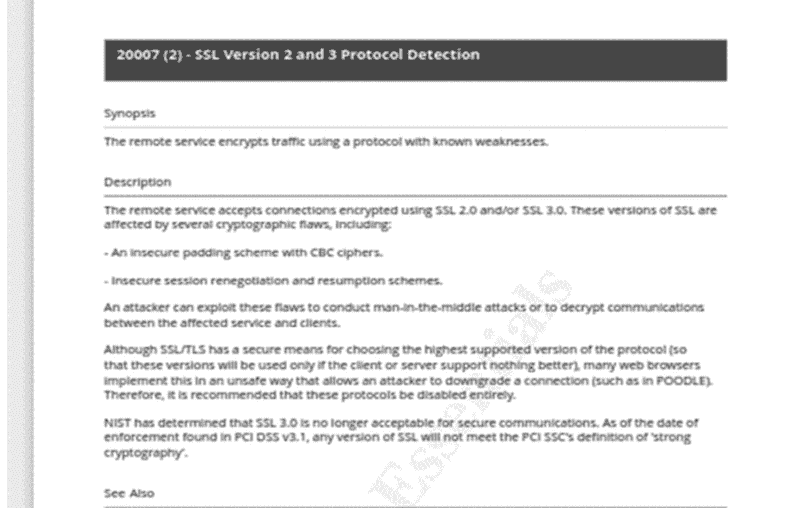 20007 (2) - SSL Version 2 and 3 Protocol Detection
Synopsis
The remote service encrypts traffic using a protocol with known weaknesses.
Description
The remote service accepts connections encrypted using SSL 2.0 and/or SSL 3.0. These versions of SSL are
affected by several cryptographic flaws, including:
- An insecure padding scheme with CBC ciphers.
- Insecure session renegotiation and resumption schemes.
An attacker can exploit these flaws to conduct man-in-the-middle attacks or to decrypt communications
between the affected service and clients.
Although SSL/TLS has a secure means for choosing the highest supported version of the protocol (so
that these versions will be used only if the client or server support nothing better), many web browsers
implement this in an unsafe way that allows an attacker to downgrade a connection (such as in POODLE).
Therefore, it is recommended that these protocols be disabled entirely.
NIST has determined that SSL 3.0 is no longer acceptable for secure communications. As of the date of
enforcement found in PCI DSS v3.1, any version of SSL will not meet the PCI SSC's definition of 'strong
cryptography'.
See Also
Essentials